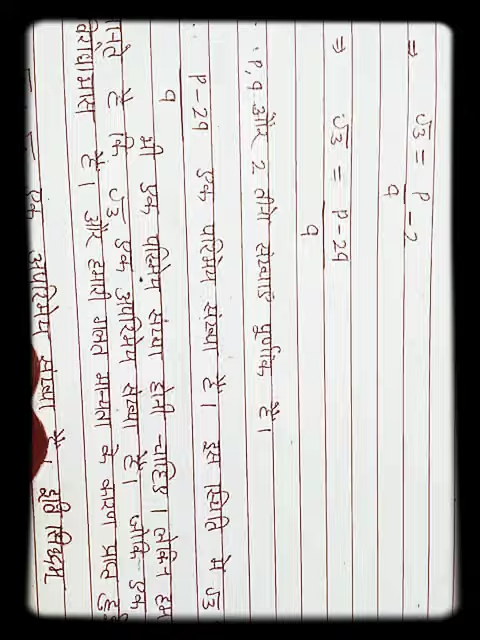 ⇒ √3 = p/q - 2
⇒ √3 = p - 2q / q
∵ p, q और 2 तीनो संख्याएं पूर्णांक हैं।
p - 2q / q एक परिमेय संख्या हैं। इस स्थिति में √3
भी एक परिमेय संख्या होनी चाहिए। लेकिन हम
जानते हैं कि √3 एक अपरिमेय संख्या हैं। जोकि एक
विरोधाभास हैं। और हमारी गलत मान्यता के कारण प्राप्त हुई
एक अपरिमेय संख्या हैं। इति सिद्धम्